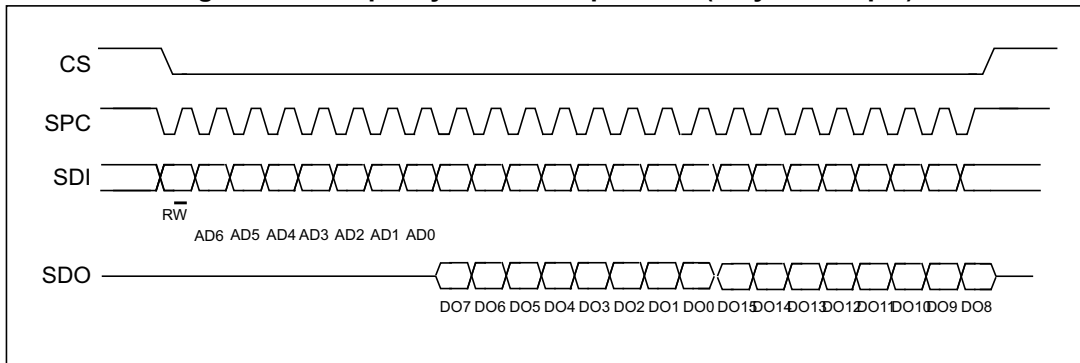 CS
SPC
SDI
RW
AD6 AD5 AD4 AD3 AD2 AD1 AD0
SDO
DO7 DO6 DO5 DO4 DO3 DO2 DO1 DO0 DO15 DO14 DO13 DO12 DO11 DO10 DO9 DO8